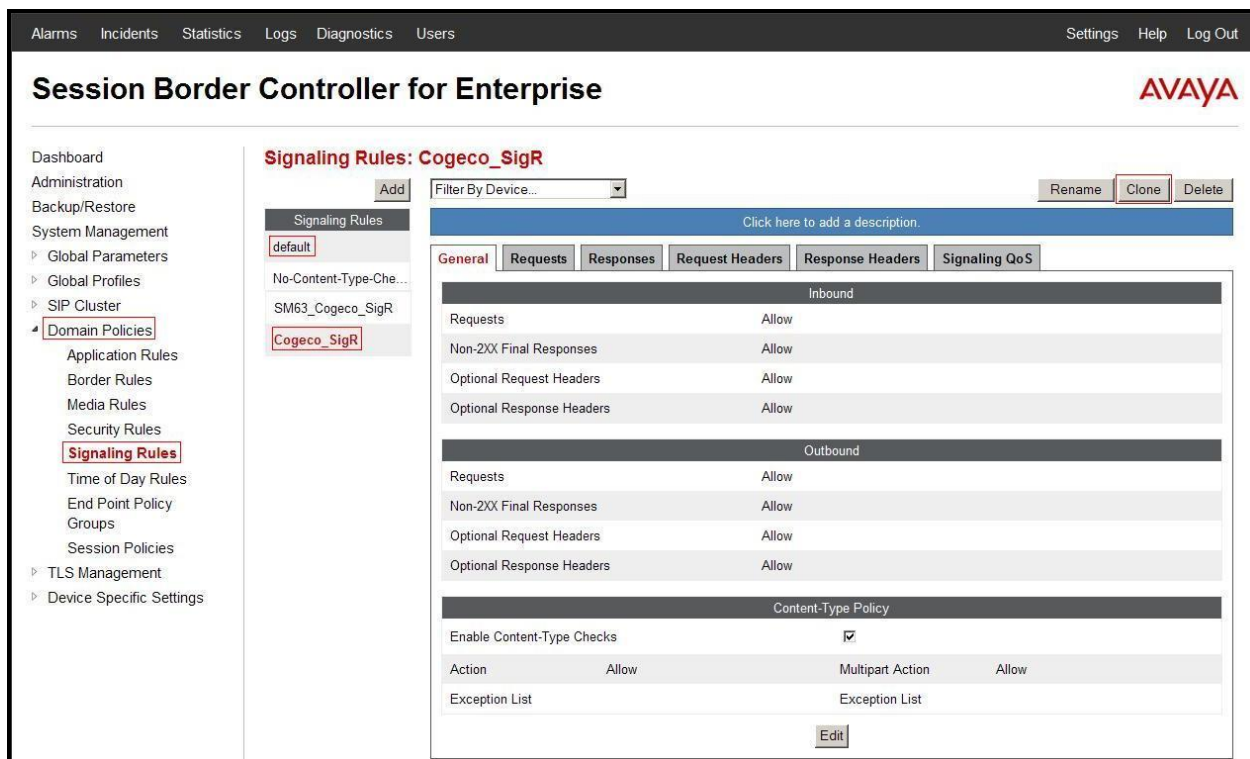 Alarms Incidents Statistics Logs Diagnostics Users Settings Help Log Out
Session Border Controller for Enterprise
AVAYA
Dashboard
Administration
Backup/Restore
System Management
Global Parameters
Global Profiles
SIP Cluster
Domain Policies
Application Rules
Border Rules
Media Rules
Security Rules
Signaling Rules
Time of Day Rules
End Point Policy
Groups
Session Policies
TLS Management
Device Specific Settings
Signaling Rules: Cogeco_SigR
Add
Signaling Rules
default
No-Content-Type-Che...
SM63_Cogeco_SigR
Cogeco_SigR
Filter By Device...
Rename Clone Delete
Click here to add a description.
General Requests Responses Request Headers Response Headers Signaling QoS
Inbound
Requests Allow
Non-2XX Final Responses Allow
Optional Request Headers Allow
Optional Response Headers Allow
Outbound
Requests Allow
Non-2XX Final Responses Allow
Optional Request Headers Allow
Optional Response Headers Allow
Content-Type Policy
Enable Content-Type Checks
Action Allow Multipart Action Allow
Exception List Exception List
Edit